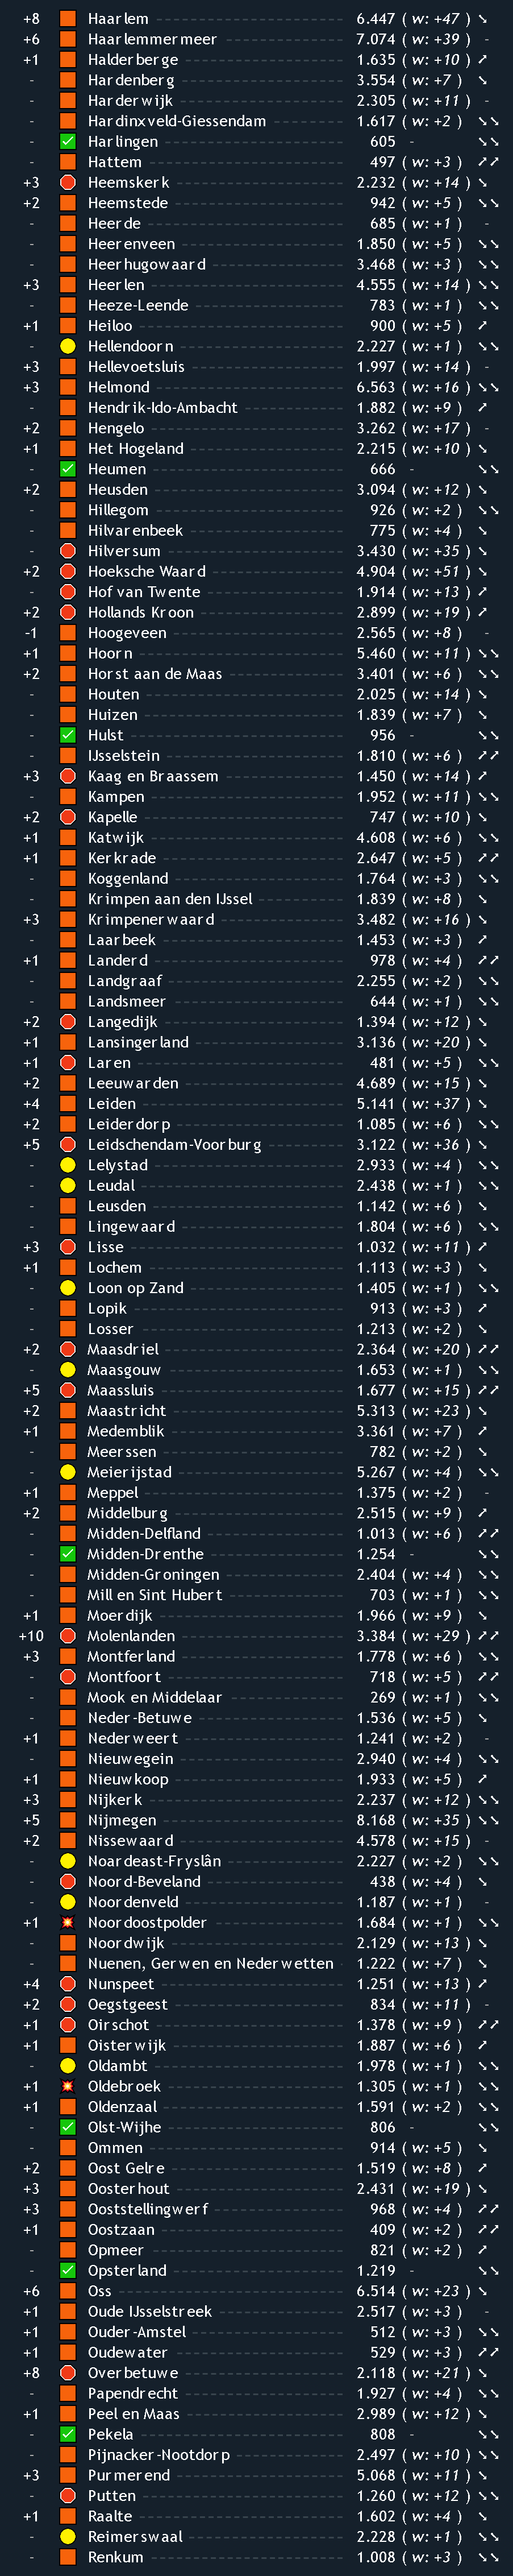 +8 Haarlem 6.447 ( w: +47 ) ↘
+6 Haarlemmermeer 7.074 ( w: +39 ) -
+1 Halderberge 1.635 ( w: +10 ) ↗
- Hardenberg 3.554 ( w: +7 ) ↘
- Harderwijk 2.305 ( w: +11 ) -
- Hardinxveld-Giessendam 1.617 ( w: +2 ) ↘↘
- Harlingen 605 - ↘↘
- Hattem 497 ( w: +3 ) ↗↗
+3 Heemskerk 2.232 ( w: +14 ) ↘
+2 Heemstede 942 ( w: +5 ) ↘↘
- Heerde 685 ( w: +1 ) -
- Heerenveen 1.850 ( w: +5 ) ↘↘
- Heerhugowaard 3.468 ( w: +3 ) ↘↘
+3 Heerlen 4.555 ( w: +14 ) ↘↘
- Heeze-Leende 783 ( w: +1 ) ↘↘
+1 Heiloo 900 ( w: +5 ) ↗
- Hellendoorn 2.227 ( w: +1 ) ↘↘
+3 Hellevoetsluis 1.997 ( w: +14 ) -
+3 Helmond 6.563 ( w: +16 ) ↘↘
- Hendrik-Ido-Ambacht 1.882 ( w: +9 ) ↗
+2 Hengelo 3.262 ( w: +17 ) -
+1 Het Hogeland 2.215 ( w: +10 ) ↘
- Heumen 666 - ↘↘
+2 Heusden 3.094 ( w: +12 ) ↘
- Hillegom 926 ( w: +2 ) ↘↘
- Hilvarenbeek 775 ( w: +4 ) ↘
- Hilversum 3.430 ( w: +35 ) ↘
+2 Hoeksche Waard 4.904 ( w: +51 ) ↘
- Hof van Twente 1.914 ( w: +13 ) ↗
+2 Hollands Kroon 2.899 ( w: +19 ) ↗
-1 Hoogeveen 2.565 ( w: +8 ) -
+1 Hoorn 5.460 ( w: +11 ) ↘↘
+2 Horst aan de Maas 3.401 ( w: +6 ) ↘↘
- Houten 2.025 ( w: +14 ) ↘
- Huizen 1.839 ( w: +7 ) ↘
- Hulst 956 - ↘↘
- IJsselstein 1.810 ( w: +6 ) ↗↗
+3 Kaag en Braassem 1.450 ( w: +14 ) ↗
- Kampen 1.952 ( w: +11 ) ↘↘
+2 Kapelle 747 ( w: +10 ) ↘
+1 Katwijk 4.608 ( w: +6 ) ↘↘
+1 Kerkrade 2.647 ( w: +5 ) ↗↗
- Koggenland 1.764 ( w: +3 ) ↘↘
- Krimpen aan den IJssel 1.839 ( w: +8 ) ↘
+3 Krimpenerwaard 3.482 ( w: +16 ) ↘
- Laarbeek 1.453 ( w: +3 ) ↗
+1 Landerd 978 ( w: +4 ) ↗↗
- Landgraaf 2.255 ( w: +2 ) ↘↘
- Landsmeer 644 ( w: +1 ) ↘↘
+2 Langedijk 1.394 ( w: +12 ) ↘
+1 Lansingerland 3.136 ( w: +20 ) ↘
+1 Laren 481 ( w: +5 ) ↘↘
+2 Leeuwarden 4.689 ( w: +15 ) ↘
+4 Leiden 5.141 ( w: +37 ) ↘
+2 Leiderdorp 1.085 ( w: +6 ) ↘↘
+5 Leidschendam-Voorburg 3.122 ( w: +36 ) ↘
- Lelystad 2.933 ( w: +4 ) ↘↘
- Leudal 2.438 ( w: +1 ) ↘↘
- Leusden 1.142 ( w: +6 ) ↘
- Lingewaard 1.804 ( w: +6 ) ↘↘
+3 Lisse 1.032 ( w: +11 ) ↗
+1 Lochem 1.113 ( w: +3 ) ↘
- Loon op Zand 1.405 ( w: +1 ) ↘↘
- Lopik 913 ( w: +3 ) ↗
- Losser 1.213 ( w: +2 ) ↘
+2 Maasdriel 2.364 ( w: +20 ) ↗↗
- Maasgouw 1.653 ( w: +1 ) ↘↘
+5 Maassluis 1.677 ( w: +15 ) ↗↗
+2 Maastricht 5.313 ( w: +23 ) ↘
+1 Medemblik 3.361 ( w: +7 ) ↗
- Meerssen 782 ( w: +2 ) ↘
- Meierijstad 5.267 ( w: +4 ) ↘↘
+1 Meppel 1.375 ( w: +2 ) -
+2 Middelburg 2.515 ( w: +9 ) ↗
- Midden-Delfland 1.013 ( w: +6 ) ↗↗
- Midden-Drenthe 1.254 - ↘↘
- Midden-Groningen 2.404 ( w: +4 ) ↘↘
- Mill en Sint Hubert 703 ( w: +1 ) ↘↘
+1 Moerdijk 1.966 ( w: +9 ) ↘
+10 Molenlanden 3.384 ( w: +29 ) ↗↗
+3 Montferland 1.778 ( w: +6 ) ↘↘
- Montfoort 718 ( w: +5 ) ↗↗
- Mook en Middelaar 269 ( w: +1 ) ↘↘
- Neder-Betuwe 1.536 ( w: +5 ) ↘
+1 Nederweert 1.241 ( w: +2 ) -
- Nieuwegein 2.940 ( w: +4 ) ↘↘
+1 Nieuwkoop 1.933 ( w: +5 ) ↗
+3 Nijkerk 2.237 ( w: +12 ) ↘↘
+5 Nijmegen 8.168 ( w: +35 ) ↘↘
+2 Nissewaard 4.578 ( w: +15 ) -
- Noardeast-Fryslân 2.227 ( w: +2 ) ↘↘
- Noord-Beveland 438 ( w: +4 ) ↘
- Noordenveld 1.187 ( w: +1 ) -
+1 Noordoostpolder 1.684 ( w: +1 ) ↘↘
- Noordwijk 2.129 ( w: +13 ) ↘
- Nuenen, Gerwen en Nederwetten 1.222 ( w: +7 ) ↘
+4 Nunspeet 1.251 ( w: +13 ) ↗
+2 Oegstgeest 834 ( w: +11 ) -
+1 Oirschot 1.378 ( w: +9 ) ↗↗
+1 Oisterwijk 1.887 ( w: +6 ) ↗
- Oldambt 1.978 ( w: +1 ) ↘↘
+1 Oldebroek 1.305 ( w: +1 ) ↘↘
+1 Oldenzaal 1.591 ( w: +2 ) ↘↘
- Olst-Wijhe 806 - ↘↘
- Ommen 914 ( w: +5 ) ↘
+2 Oost Gelre 1.519 ( w: +8 ) ↗
+3 Oosterhout 2.431 ( w: +19 ) ↘
+3 Ooststellingwerf 968 ( w: +4 ) ↗↗
+1 Oostzaan 409 ( w: +2 ) ↗↗
- Opmeer 821 ( w: +2 ) ↗
- Opsterland 1.219 - ↘↘
+6 Oss 6.514 ( w: +23 ) ↘
+1 Oude IJsselstreek 2.517 ( w: +3 ) -
+1 Ouder-Amstel 512 ( w: +3 ) ↘↘
+1 Oudewater 529 ( w: +3 ) ↗↗
+8 Overbetuwe 2.118 ( w: +21 ) ↘
- Papendrecht 1.927 ( w: +4 ) ↘↘
+1 Peel en Maas 2.989 ( w: +12 ) ↘
- Pekela 808 - ↘↘
- Pijnacker-Nootdorp 2.497 ( w: +10 ) ↘↘
+3 Purmerend 5.068 ( w: +11 ) ↘
- Putten 1.260 ( w: +12 ) ↘↘
+1 Raalte 1.602 ( w: +4 ) ↘
- Reimerswaal 2.228 ( w: +1 ) ↘↘
- Renkum 1.008 ( w: +3 ) ↘↘